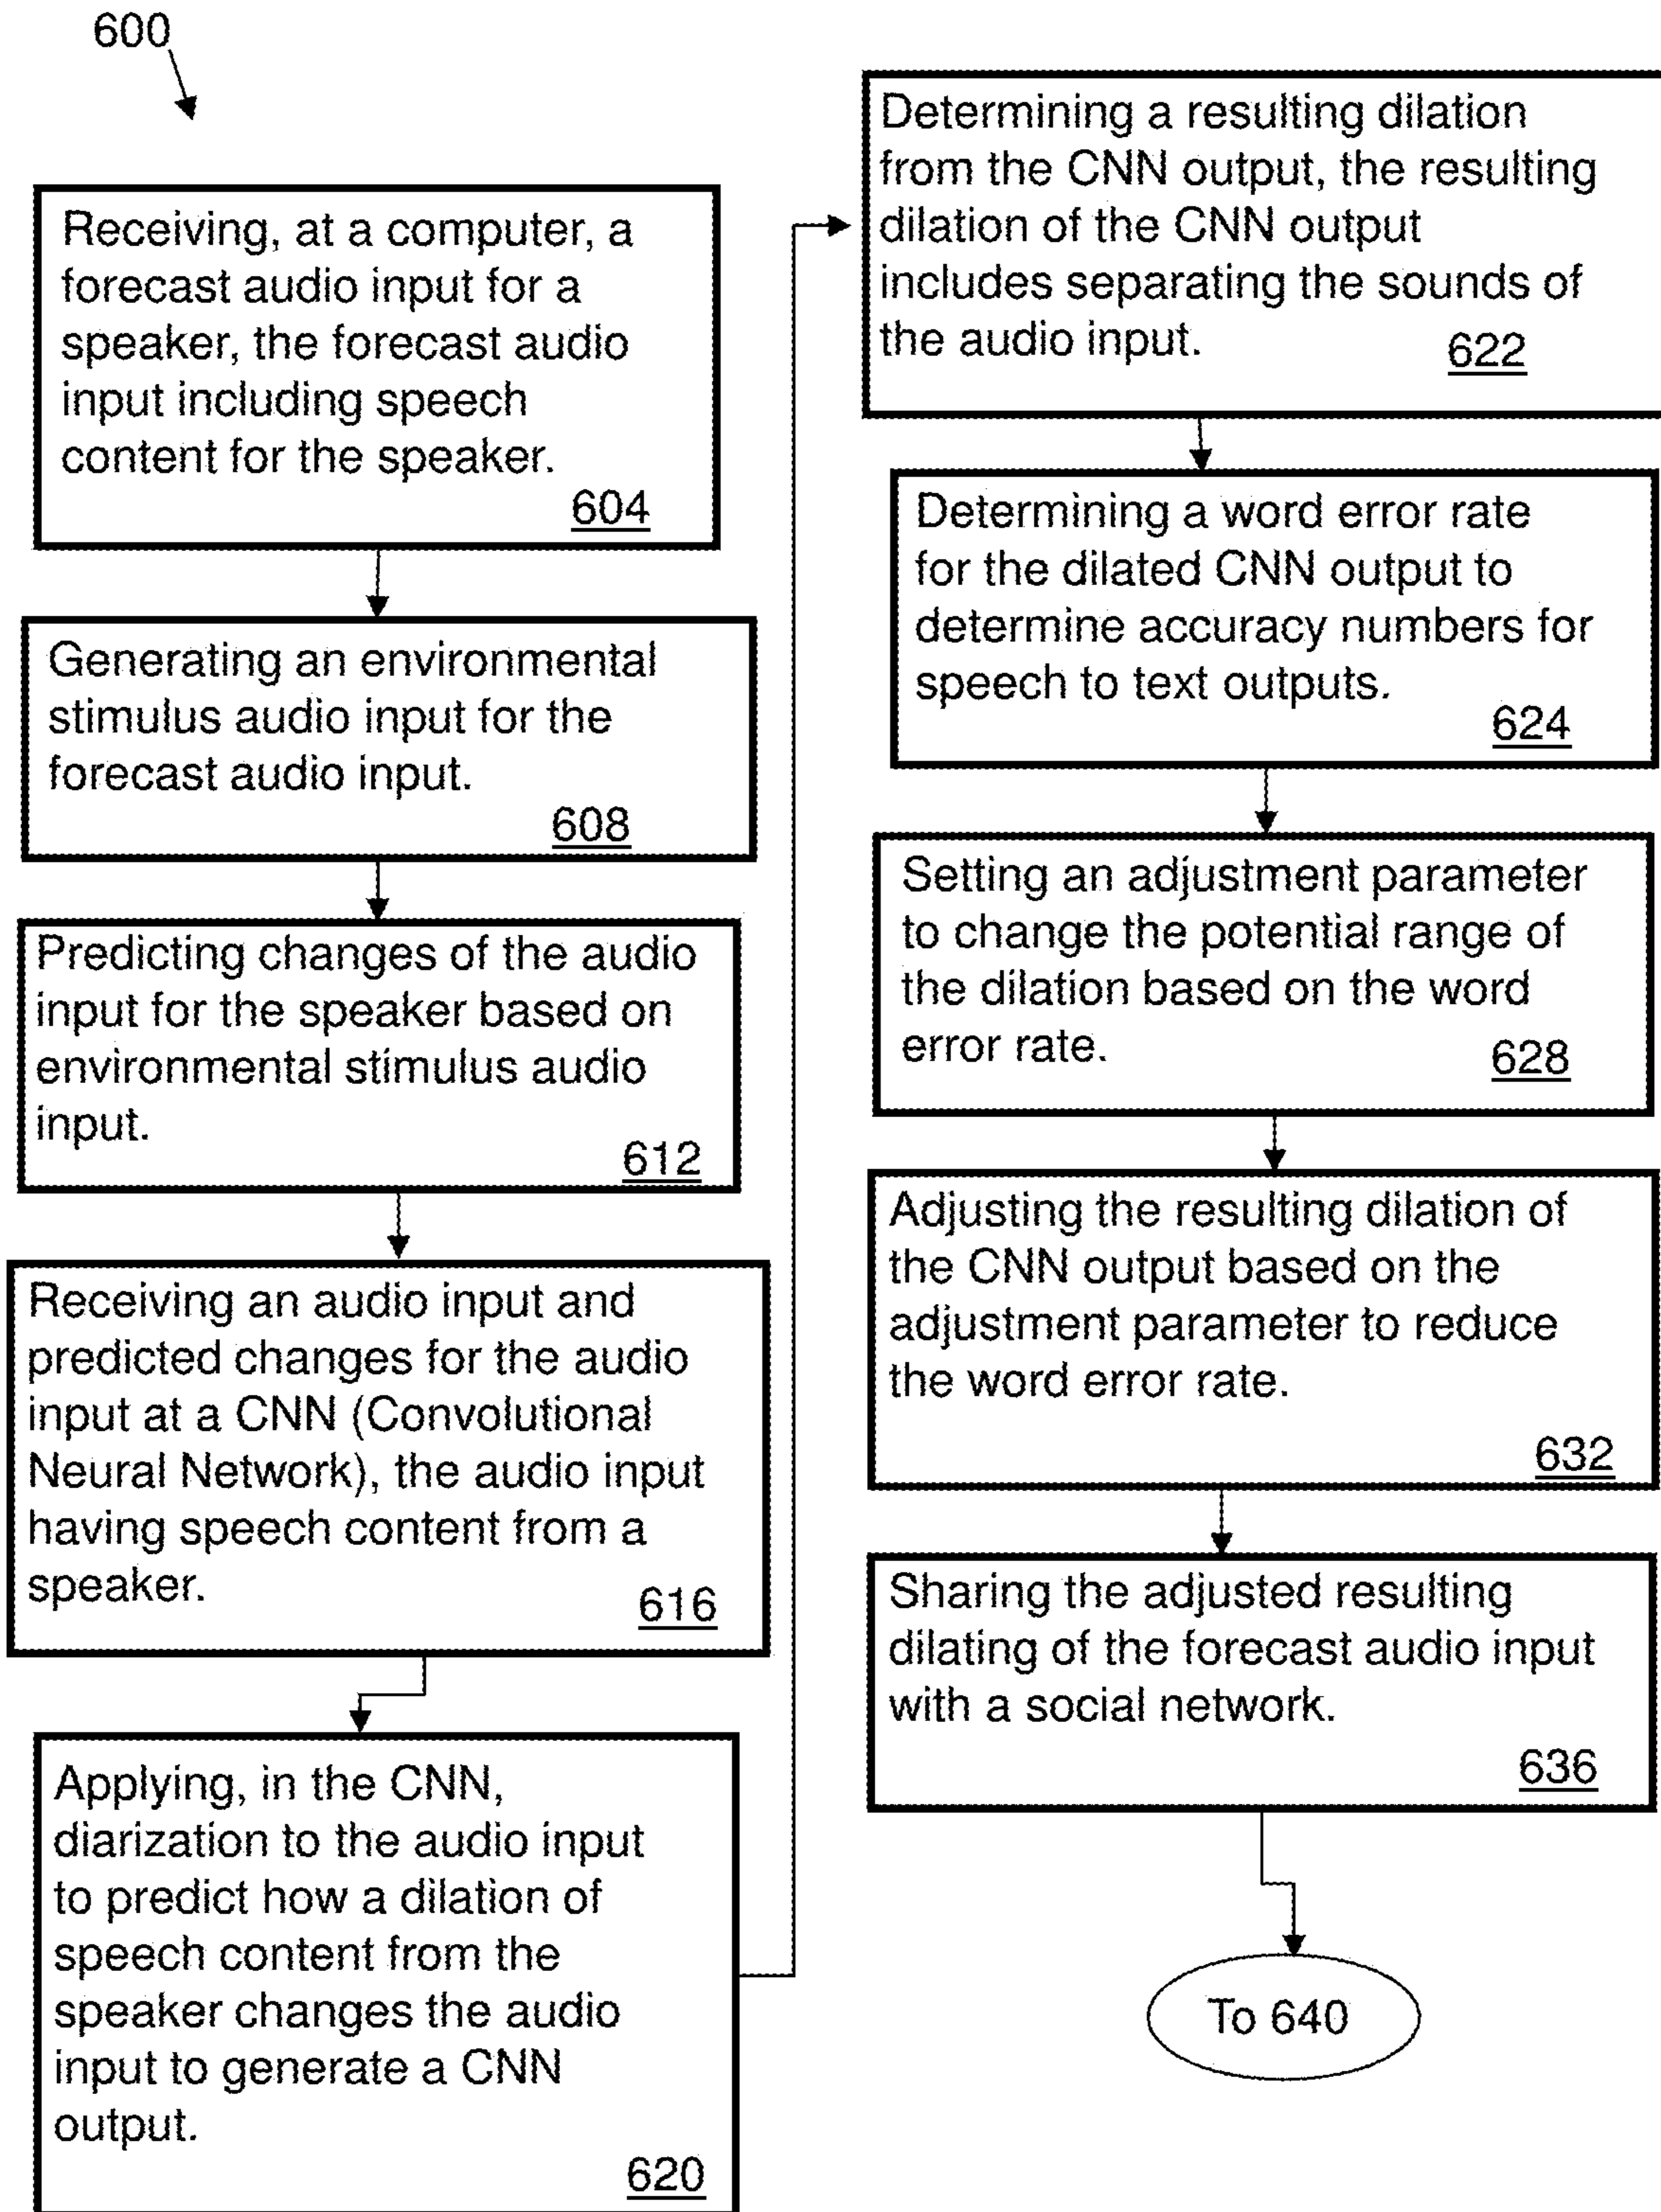 600
Receiving, at a computer, a
forecast audio input for a
speaker, the forecast audio
input including speech
content for the speaker.
604
Generating an environmental
stimulus audio input for the
forecast audio input.
608
Predicting changes of the audio
input for the speaker based on
environmental stimulus audio
input.
612
Receiving an audio input and
predicted changes for the audio
input at a CNN (Convolutional
Neural Network), the audio input
having speech content from a
speaker.
616
Applying, in the CNN,
diarization to the audio input
to predict how a dilation of
speech content from the
speaker changes the audio
input to generate a CNN
output.
620
Determining a resulting dilation
from the CNN output, the resulting
dilation of the CNN output
includes separating the sounds of
the audio input.
622
Determining a word error rate
for the dilated CNN output to
determine accuracy numbers for
speech to text outputs.
624
Setting an adjustment parameter
to change the potential range of
the dilation based on the word
error rate.
628
Adjusting the resulting dilation of
the CNN output based on the
adjustment parameter to reduce
the word error rate.
632
Sharing the adjusted resulting
dilating of the forecast audio input
with a social network.
636
To 640